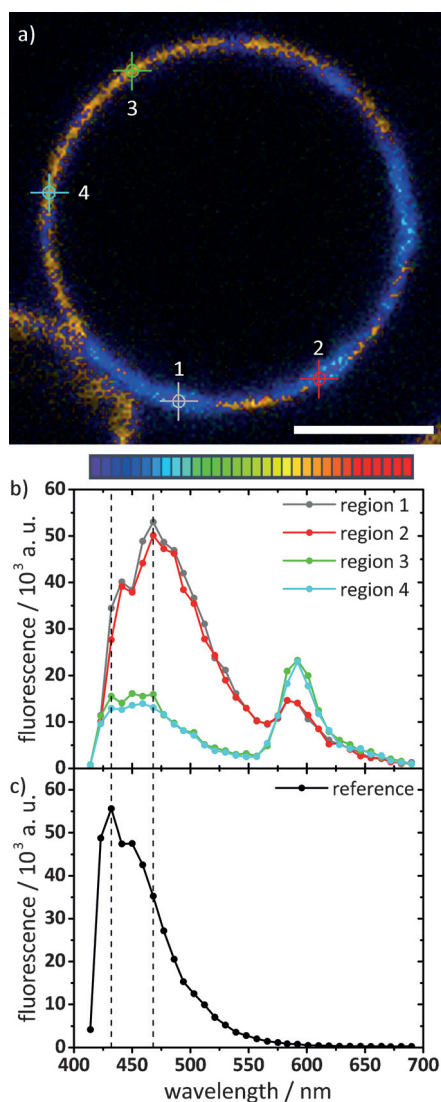 a)
3
4
1
2
b)
60
50
40
30
20
10
0
fluorescence / 10³ a. u.
region 1
region 2
region 3
region 4
c)
60
50
40
30
20
10
0
fluorescence / 10³ a. u.
reference
400 450 500 550 600 650 700
wavelength / nm